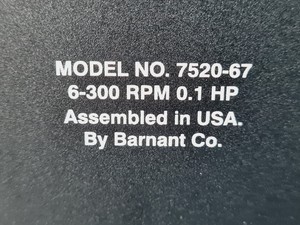 MODEL NO. 7520-67
6-300 RPM 0.1 HP
Assembled in USA.
By Barnant Co.